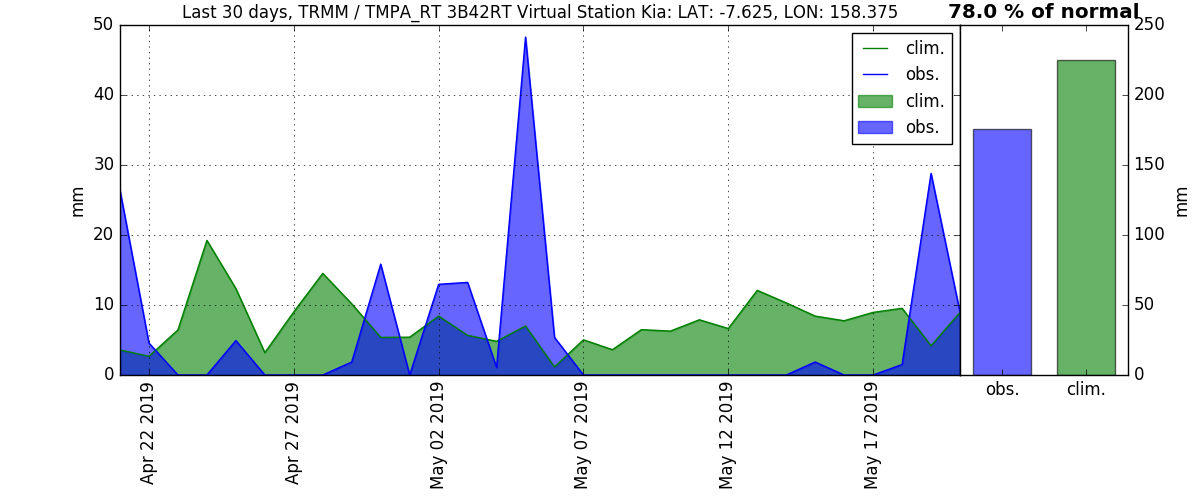 Last 30 days, TRMM / TMPA_RT 3B42RT Virtual Station Kia: LAT: -7.625, LON: 158.375
78.0 % of normal
50
40
30
20
10
0
mm
clim.
obs.
clim.
obs.
Apr 22 2019
Apr 27 2019
May 02 2019
May 07 2019
May 12 2019
May 17 2019
250
200
150
100
50
0
mm
obs.
clim.